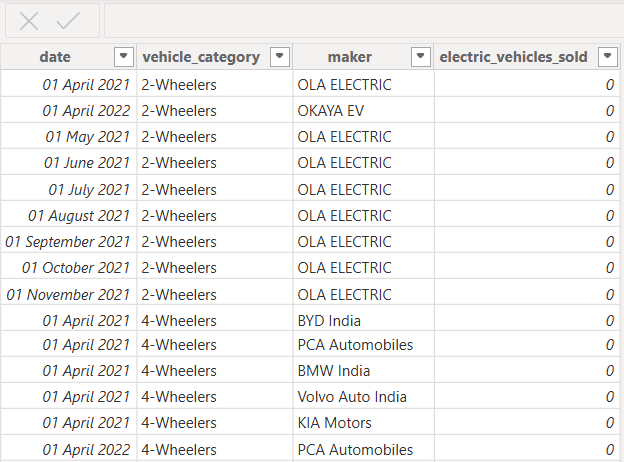 date vehicle_category maker electric_vehicles_sold
01 April 2021 2-Wheelers OLA ELECTRIC 0
01 April 2022 2-Wheelers OKAYA EV 0
01 May 2021 2-Wheelers OLA ELECTRIC 0
01 June 2021 2-Wheelers OLA ELECTRIC 0
01 July 2021 2-Wheelers OLA ELECTRIC 0
01 August 2021 2-Wheelers OLA ELECTRIC 0
01 September 2021 2-Wheelers OLA ELECTRIC 0
01 October 2021 2-Wheelers OLA ELECTRIC 0
01 November 2021 2-Wheelers OLA ELECTRIC 0
01 April 2021 4-Wheelers BYD India 0
01 April 2021 4-Wheelers PCA Automobiles 0
01 April 2021 4-Wheelers BMW India 0
01 April 2021 4-Wheelers Volvo Auto India 0
01 April 2021 4-Wheelers KIA Motors 0
01 April 2022 4-Wheelers PCA Automobiles 0